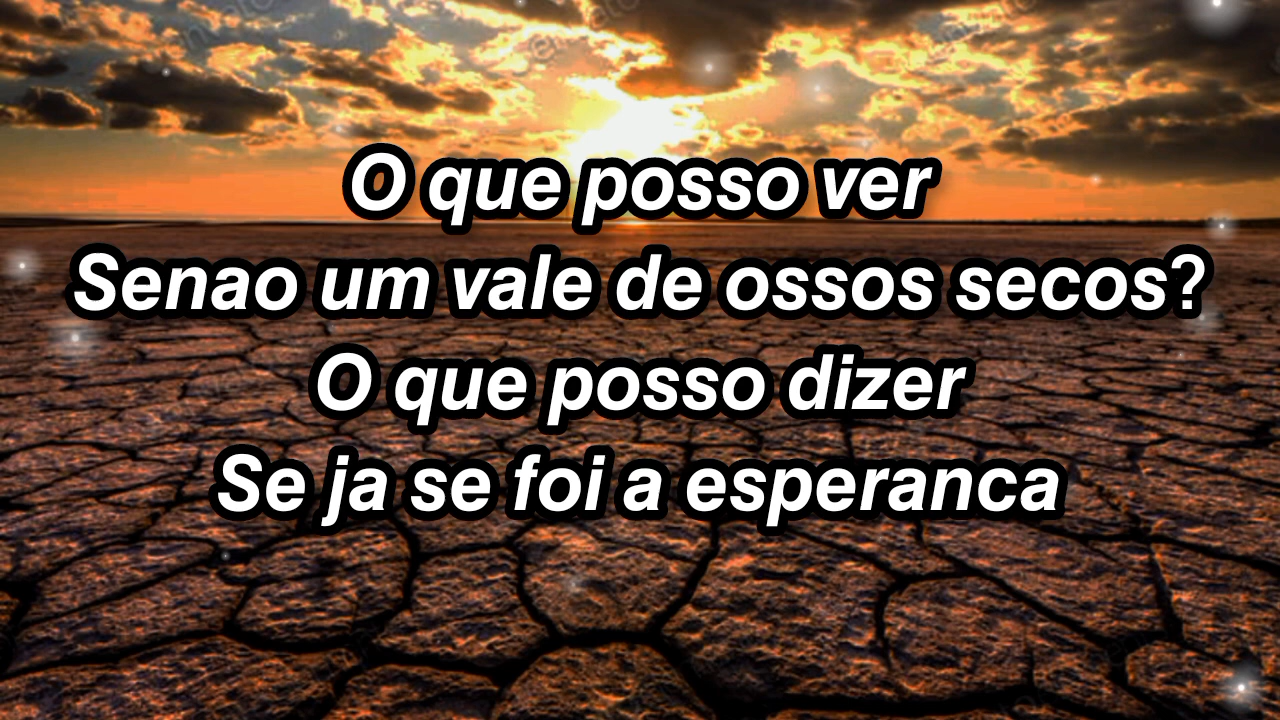 O que posso ver
Senao um vale de ossos secos?
O que posso dizer
Se ja se foi a esperanca